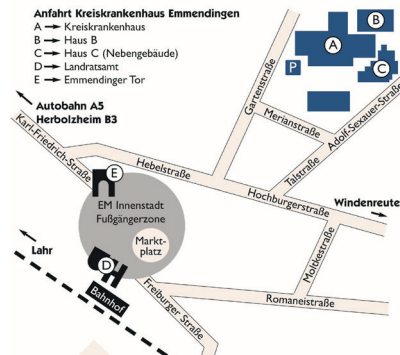 Anfahrt Kreiskrankenhaus Emmendingen
A → Kreiskrankenhaus
B → Haus B
C → Haus C (Nebengebäude)
D → Landratsamt
E → Emmendinger Tor
B
A
C
P
Autobahn A5
Herbolzheim B3
Karl-Friedrich-Straße
Gartenstraße
Merianstraße
Adolf-Sexauer-Straße
Talstraße
Hebelstraße
Hochburgerstraße
Windenreute
E
EM Innenstadt
Fußgängerzone
Markt-
platz
Lahr
D
Bahnhof
Freiburger Straße
Moltkestraße
Romaneistraße